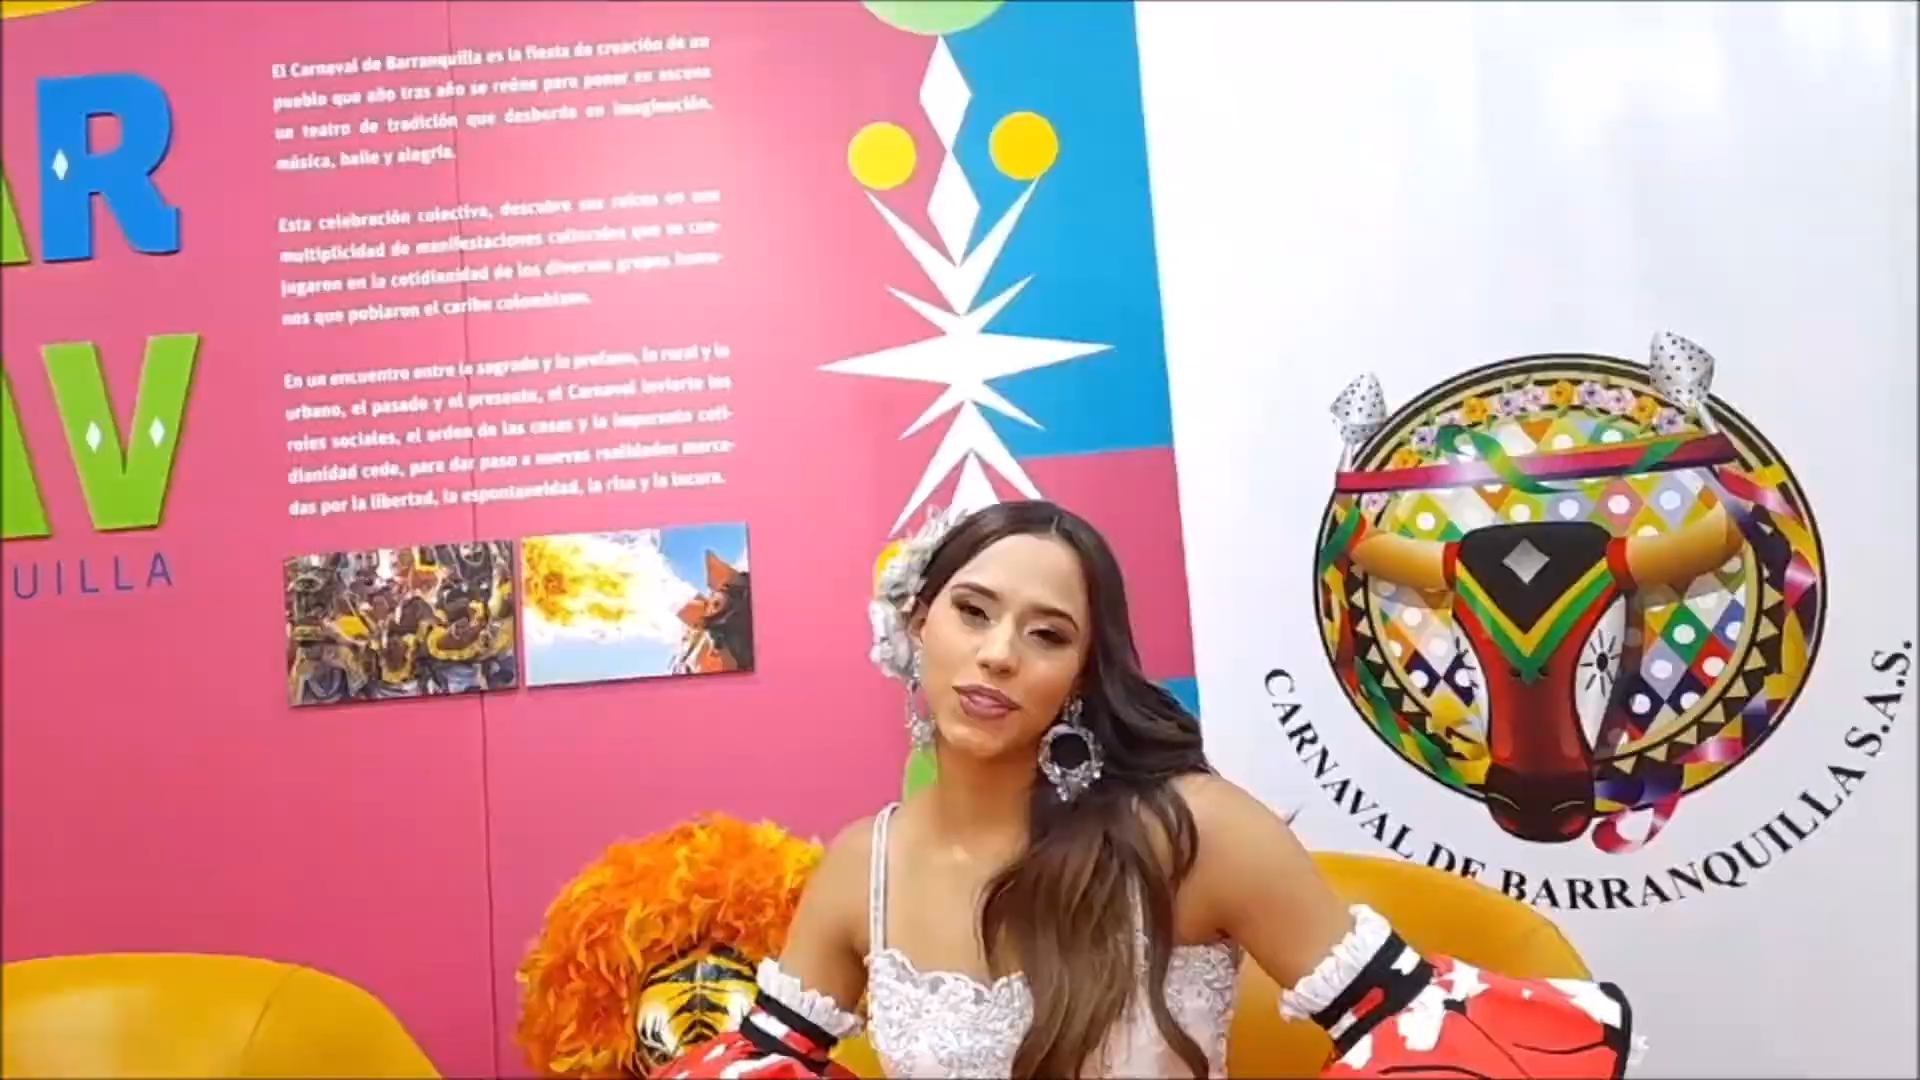 AR
AV
UILLA
El Carnaval de Barranquilla es la fiesta de creación de un
pueblo que año tras año se reúne para poner en escena
un teatro de tradición que desborda en imaginación,
música, baile y alegría.
Esta celebración colectiva, descubre sus raíces en una
multiplicidad de manifestaciones culturales que se con-
jugaron en la cotidianidad de los diversos grupos huma-
nos que poblaron el caribe colombiano.
En un encuentro entre lo sagrado y lo profano, lo rural y lo
urbano, el pasado y el presente, el Carnaval invierte los
roles sociales, el orden de las cosas y la imperante coti-
dianidad cede, para dar paso a nuevas realidades marca-
das por la libertad, la espontaneidad, la risa y la locura.
CARNAVAL DE BARRANQUILLA S.A.S.